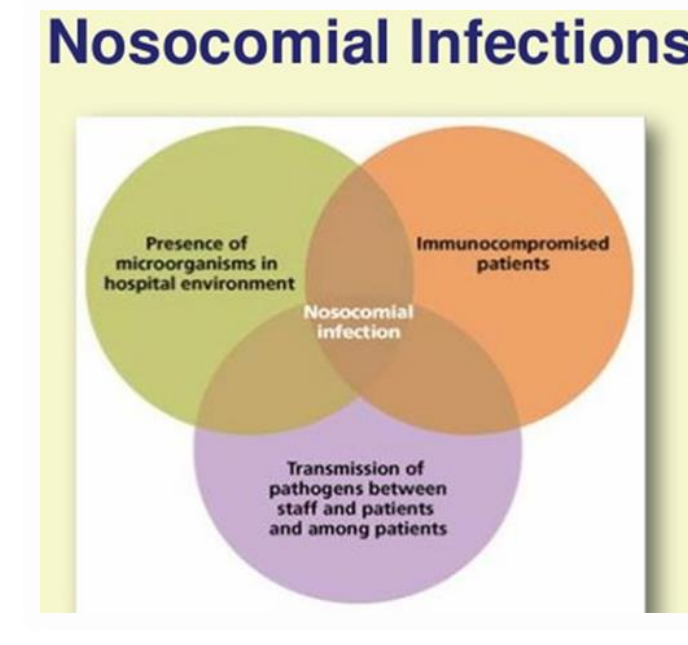 Nosocomial Infections
Presence of
microorganisms in
hospital environment
Immunocompromised
patients
Nosocomial
infection
Transmission of
pathogens between
staff and patients
and among patients